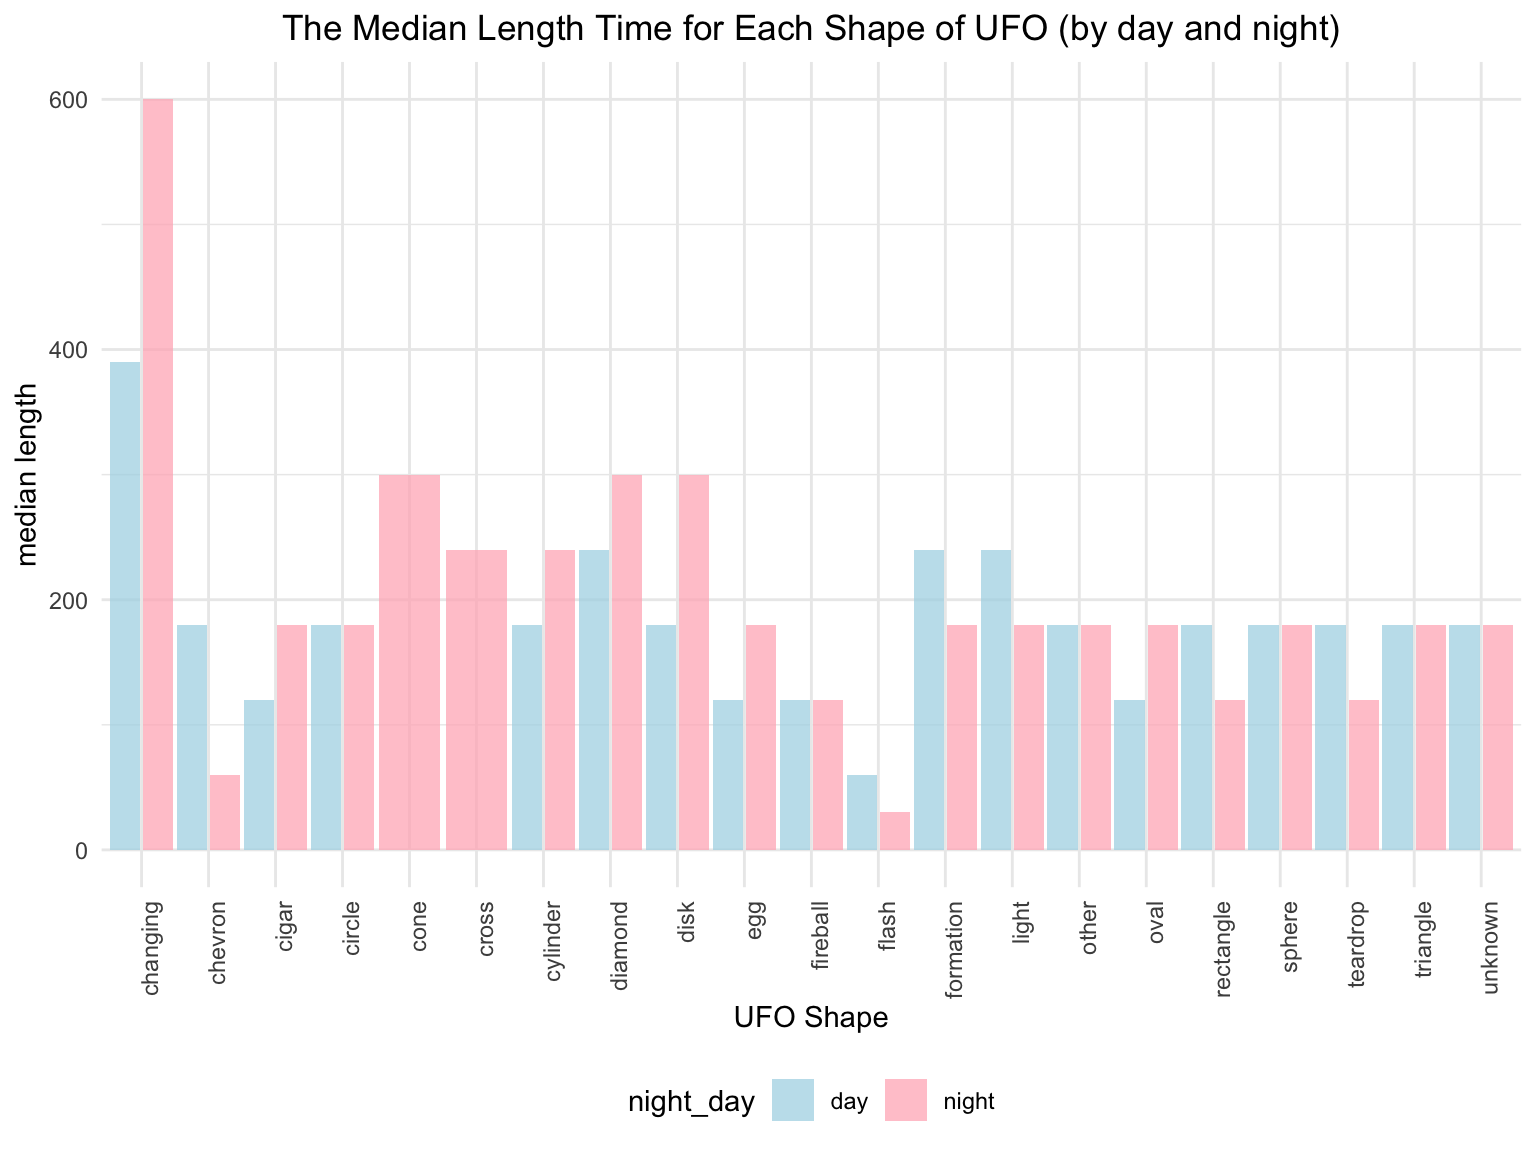 The Median Length Time for Each Shape of UFO (by day and night)
600
400
200
0
median length
changing
chevron
cigar
circle
cone
cross
cylinder
diamond
disk
egg
fireball
flash
formation
light
other
oval
rectangle
sphere
teardrop
triangle
unknown
UFO Shape
night_day day night